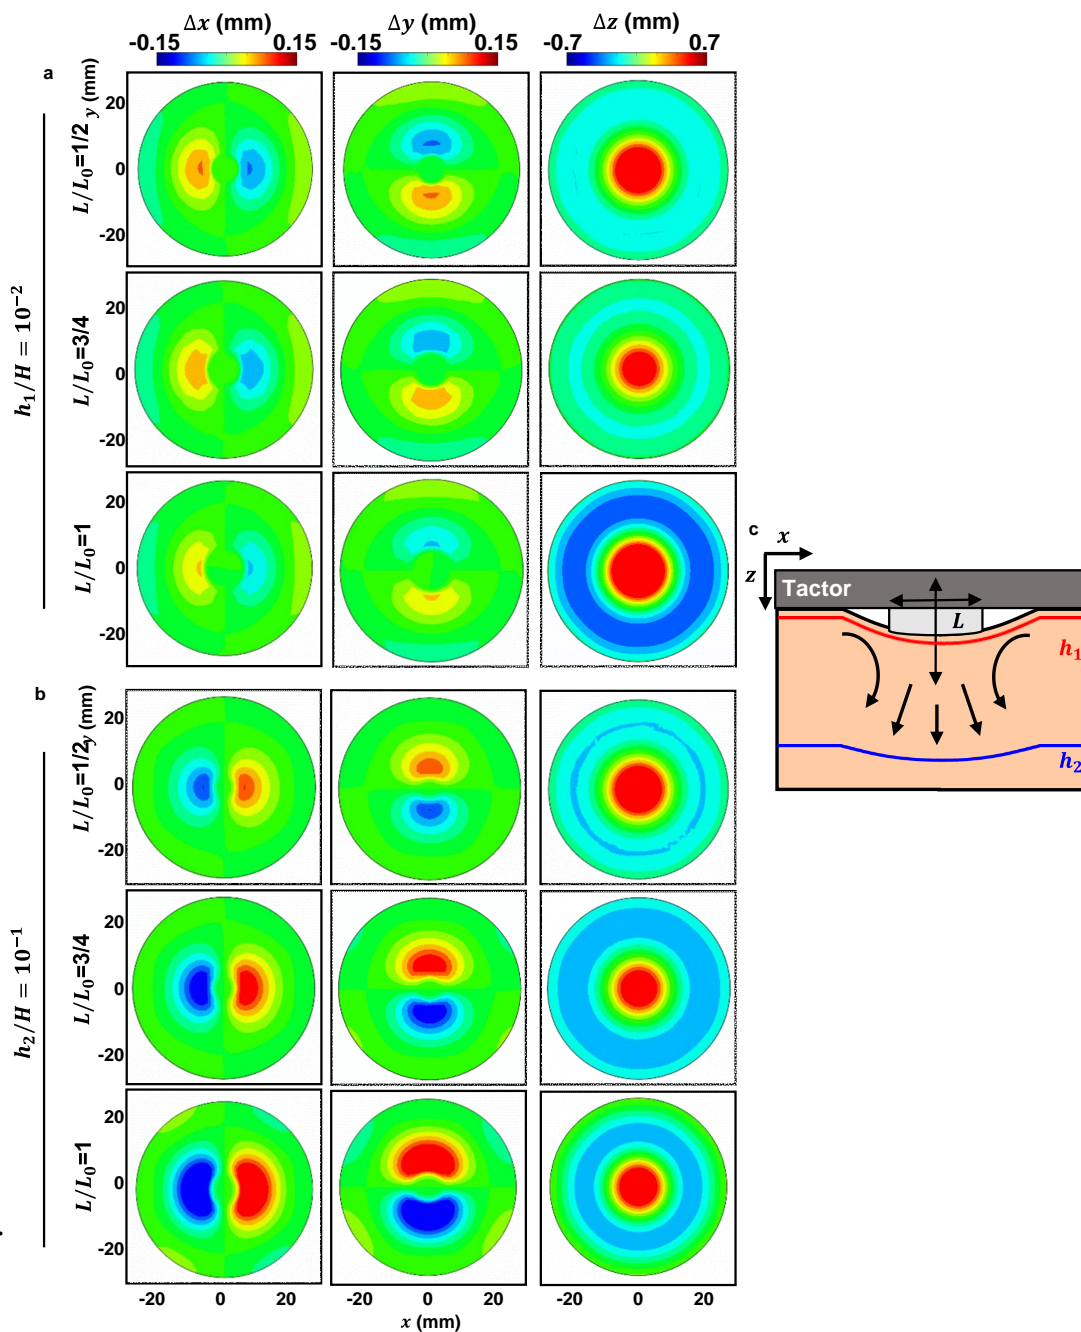 Δx (mm) Δy (mm) Δz (mm)
-0.15 0.15 -0.15 0.15 -0.7 0.7
a
y (mm)
20
0
-20
L/L₀=1/2
20
0
-20
L/L₀=3/4
h₁/H = 10⁻²
20
0
-20
L/L₀=1
b
y (mm)
20
0
-20
L/L₀=1/2
20
0
-20
L/L₀=3/4
h₂/H = 10⁻¹
20
0
-20
L/L₀=1
-20 0 20 -20 0 20 -20 0 20
x (mm)
c
x
z
Tactor
L
h₁
h₂